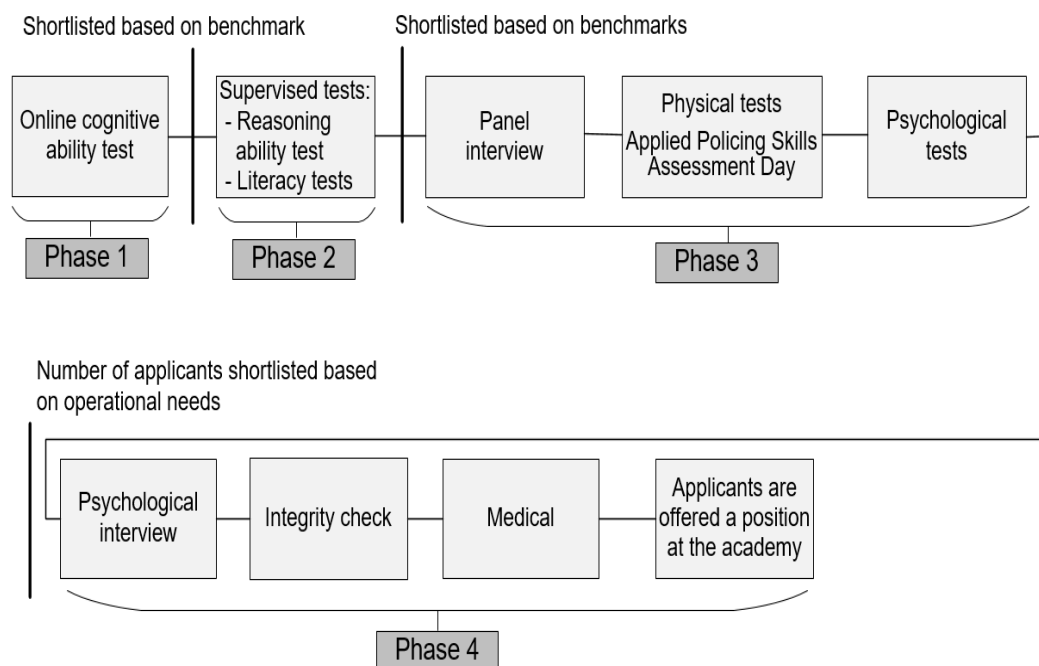 Shortlisted based on benchmark
Shortlisted based on benchmarks
Online cognitive
ability test
Supervised tests:
- Reasoning
ability test
- Literacy tests
Panel
interview
Physical tests
Applied Policing Skills
Assessment Day
Psychological
tests
Phase 1
Phase 2
Phase 3
Number of applicants shortlisted based
on operational needs
Psychological
interview
Integrity check
Medical
Applicants are
offered a position
at the academy
Phase 4